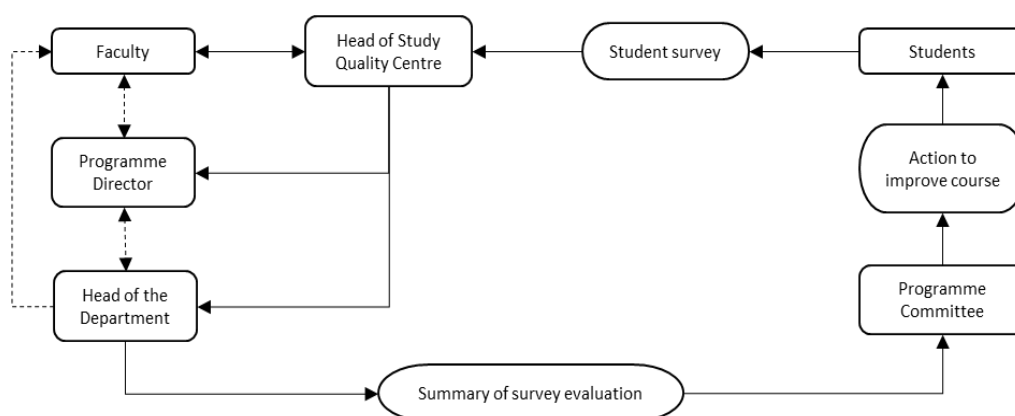 Faculty
Head of Study
Quality Centre
Student survey
Students
Programme
Director
Action to
improve course
Head of the
Department
Programme
Committee
Summary of survey evaluation